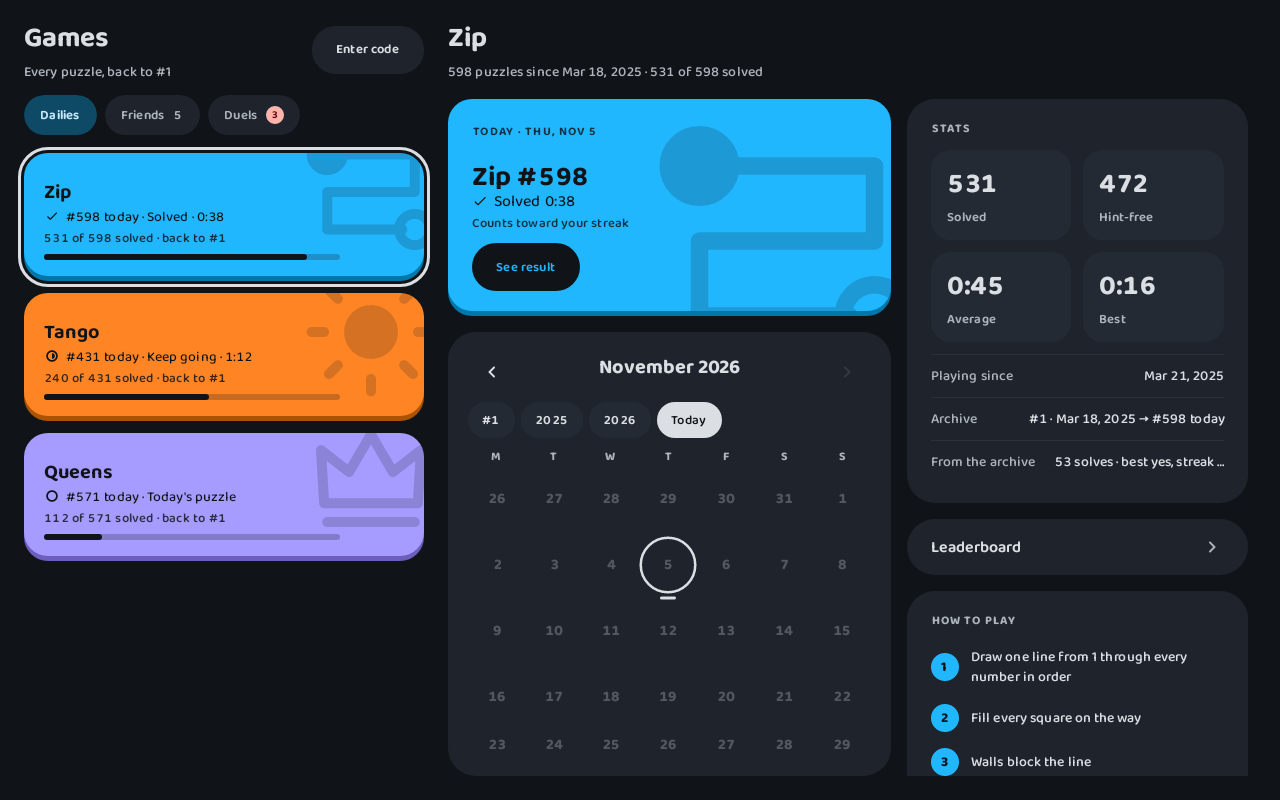 Games
Every puzzle, back to #1
Enter code
Dailies
Friends 5
Duels 3
Zip
#598 today · Solved · 0:38
531 of 598 solved · back to #1
Tango
#431 today · Keep going · 1:12
240 of 431 solved · back to #1
Queens
#571 today · Today's puzzle
112 of 571 solved · back to #1
Zip
598 puzzles since Mar 18, 2025 · 531 of 598 solved
TODAY · THU, NOV 5
Zip #598
Solved 0:38
Counts toward your streak
See result
November 2026
#1 2025 2026 Today
M T W T F S S
26 27 28 29 30 31 1
2 3 4 5 6 7 8
9 10 11 12 13 14 15
16 17 18 19 20 21 22
23 24 25 26 27 28 29
STATS
531
Solved
472
Hint-free
0:45
Average
0:16
Best
Playing since Mar 21, 2025
Archive #1 · Mar 18, 2025 → #598 today
From the archive 53 solves · best yes, streak ...
Leaderboard
HOW TO PLAY
1 Draw one line from 1 through every
number in order
2 Fill every square on the way
3 Walls block the line